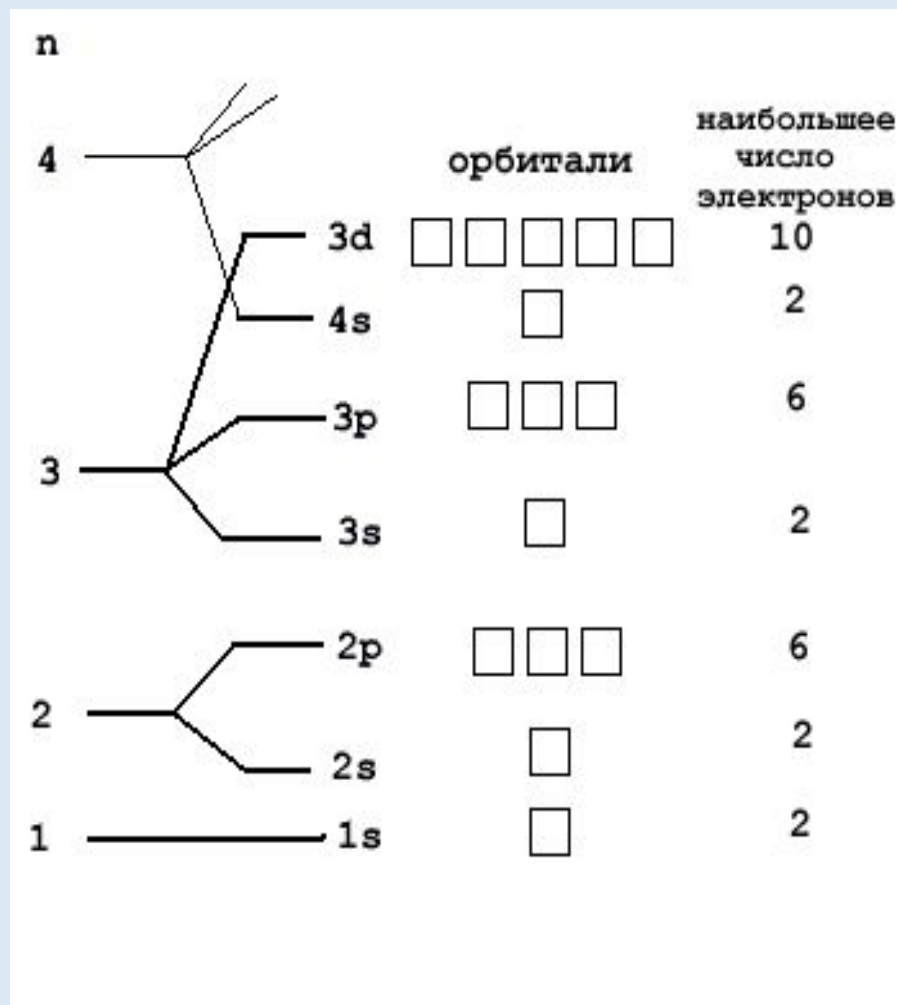 n
наибольшее
4 орбитали число
электронов
3d 10
4s 2
3p 6
3
3s 2
2p 6
2
2s 2
1 1s 2